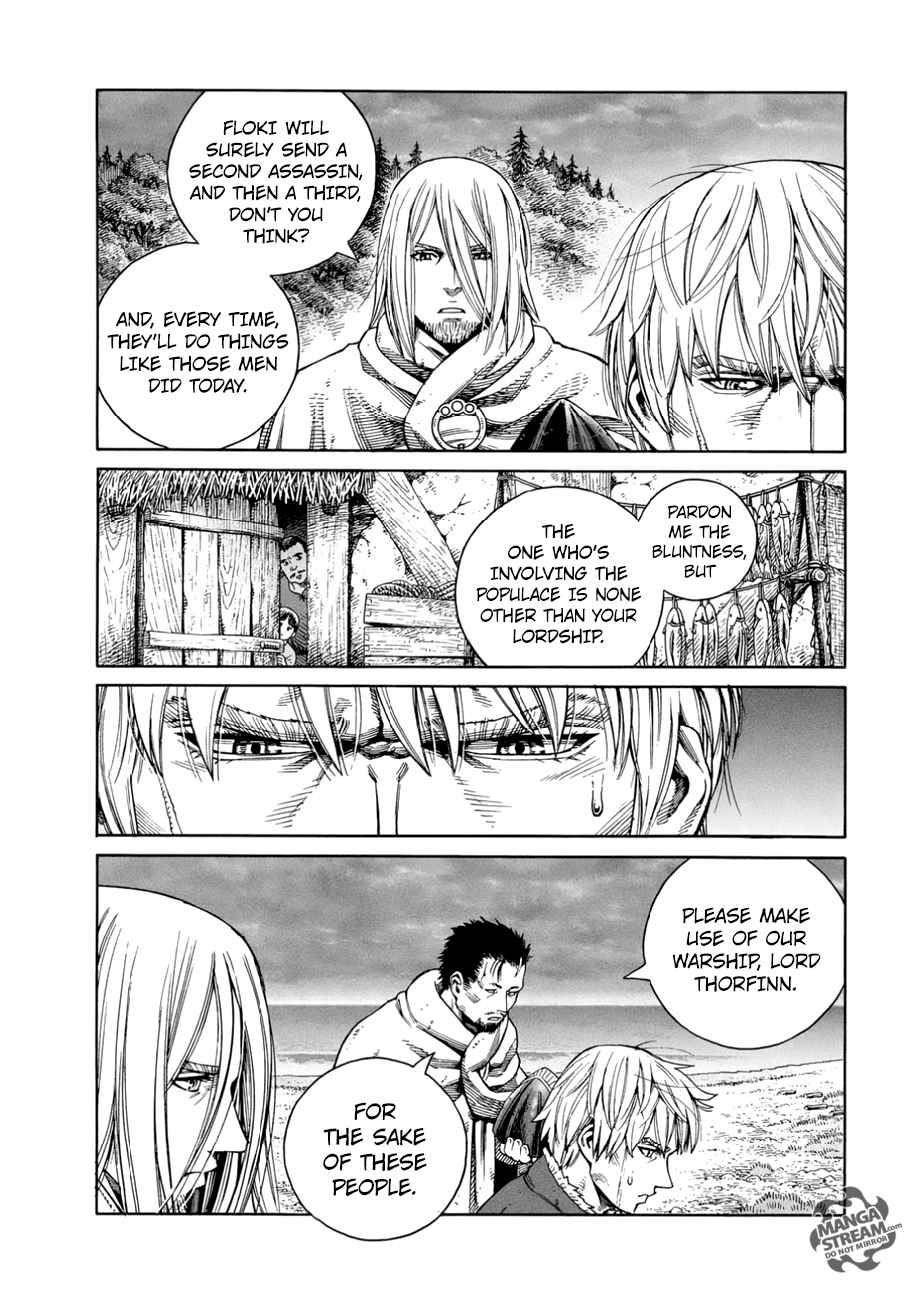 FLOKI WILL
SURELY SEND A
SECOND ASSASSIN,
AND THEN A THIRD,
DON'T YOU
THINK?
AND, EVERY TIME,
THEY'LL DO THINGS
LIKE THOSE MEN
DID TODAY.
PARDON
ME THE
BLUNTNESS,
BUT
THE
ONE WHO'S
INVOLVING THE
POPULACE IS NONE
OTHER THAN YOUR
LORDSHIP.
PLEASE MAKE
USE OF OUR
WARSHIP, LORD
THORFINN.
FOR
THE SAKE
OF THESE
PEOPLE.
MANGA
STREAM.com
DO NOT MIRROR